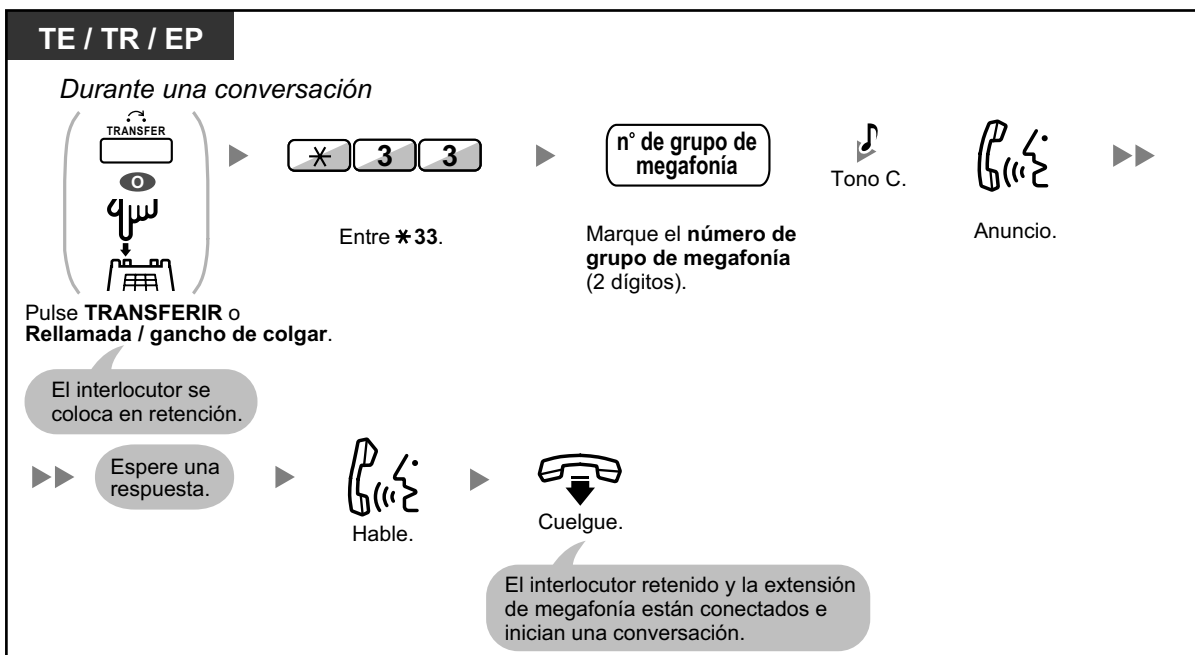 TE / TR / EP
Durante una conversación
TRANSFER
O
Pulse TRANSFERIR o
Rellamada / gancho de colgar.
El interlocutor se
coloca en retención.
* 3 3
Entre *33.
n° de grupo de
megafonía
Marque el número de
grupo de megafonía
(2 dígitos).
Tono C.
Anuncio.
Espere una
respuesta.
Hable.
Cuelgue.
El interlocutor retenido y la extensión
de megafonía están conectados e
inician una conversación.